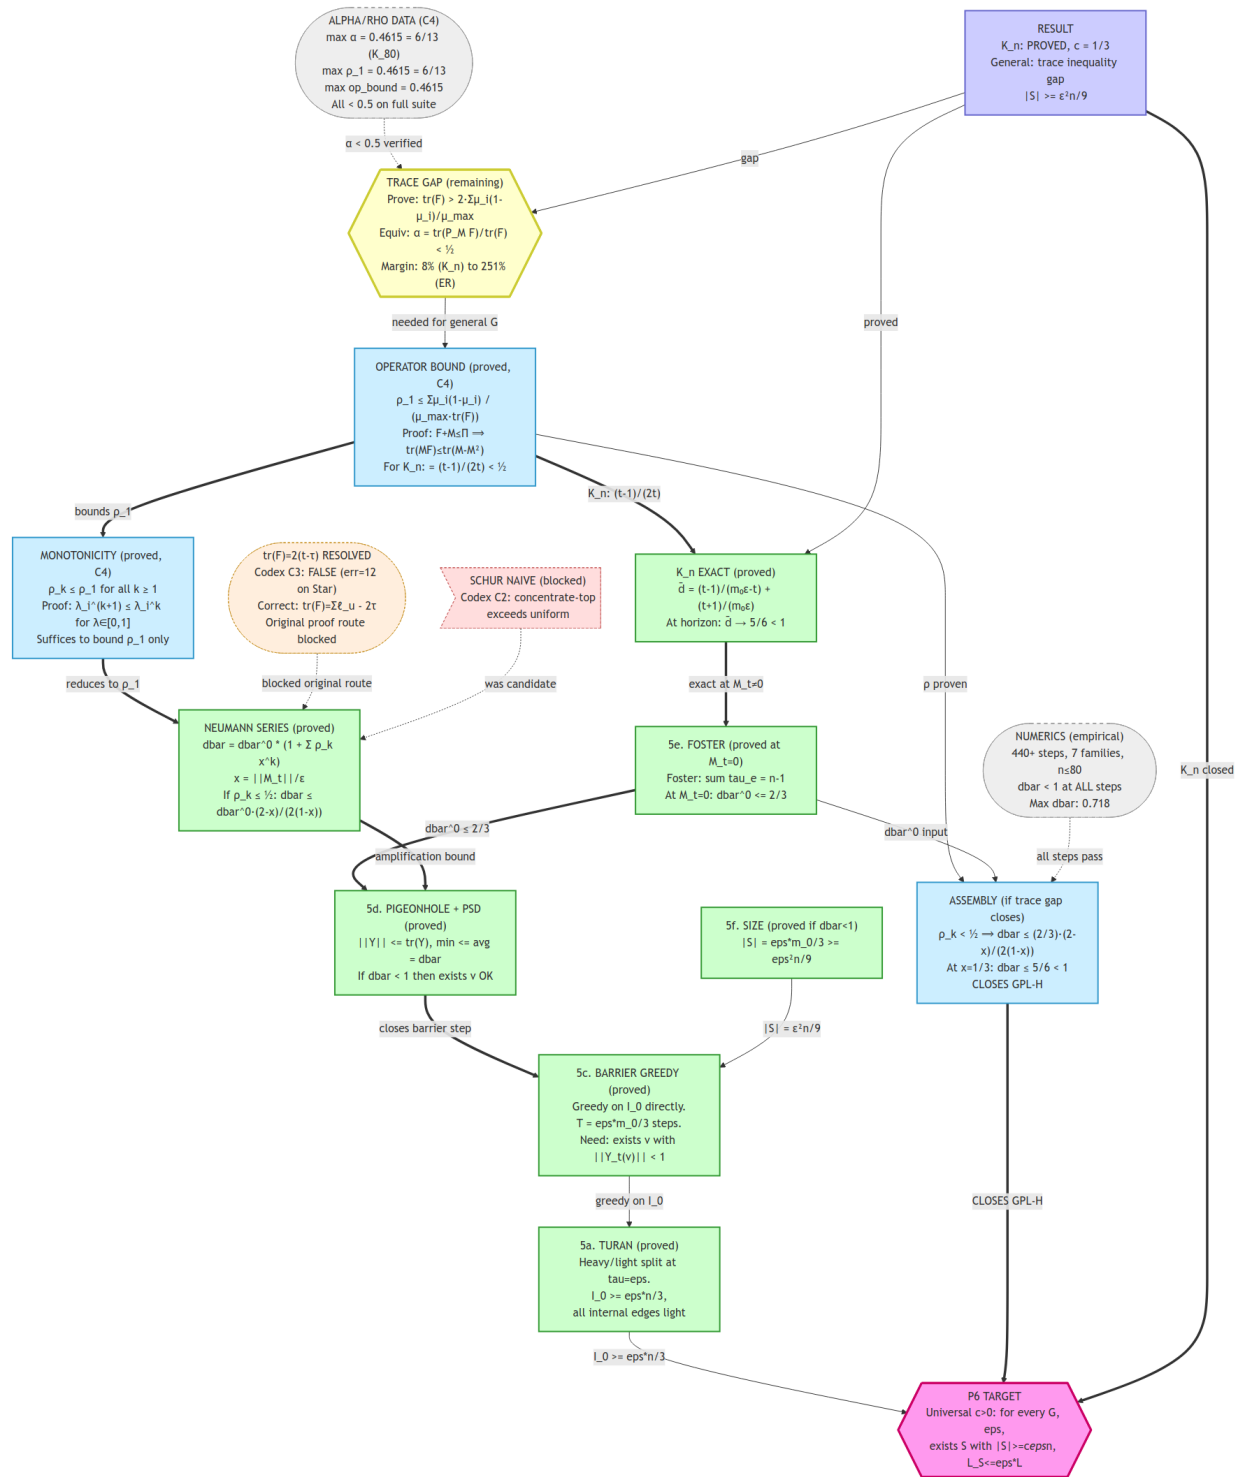 ALPHA/RHO DATA (C4)
max α = 0.4615 = 6/13
(K_80)
max ρ_1 = 0.4615 = 6/13
max op_bound = 0.4615
All < 0.5 on full suite
RESULT
K_n: PROVED, c = 1/3
General: trace inequality
gap
|S| >= ε²n/9
α < 0.5 verified
gap
TRACE GAP (remaining)
Prove: tr(F) > 2·Σμ_i(1-
μ_i)/μ_max
Equiv: α = tr(P_M F)/tr(F)
< ½
Margin: 8% (K_n) to 251%
(ER)
needed for general G
proved
OPERATOR BOUND (proved,
C4)
ρ_1 ≤ Σμ_i(1-μ_i) /
(μ_max·tr(F))
Proof: F+M≤Π ⟹
tr(MF)≤tr(M-M²)
For K_n: = (t-1)/(2t) < ½
bounds ρ_1
K_n: (t-1)/(2t)
MONOTONICITY (proved,
C4)
ρ_k ≤ ρ_1 for all k ≥ 1
Proof: λ_i^(k+1) ≤ λ_i^k
for λ∈[0,1]
Suffices to bound ρ_1 only
tr(F)=2(t-τ) RESOLVED
Codex C3: FALSE (err=12
on Star)
Correct: tr(F)=Σℓ_u - 2τ
Original proof route
blocked
SCHUR NAIVE (blocked)
Codex C2: concentrate-top
exceeds uniform
K_n EXACT (proved)
d̄ = (t-1)/(m₀ε-t) +
(t+1)/(m₀ε)
At horizon: d̄ → 5/6 < 1
reduces to ρ_1
blocked original route
was candidate
exact at M_t≠0
ρ proven
NEUMANN SERIES (proved)
dbar = dbar^0 * (1 + Σ ρ_k
x^k)
x = ||M_t||/ε
If ρ_k ≤ ½: dbar ≤
dbar^0·(2-x)/(2(1-x))
5e. FOSTER (proved at
M_t=0)
Foster: sum tau_e = n-1
At M_t=0: dbar^0 <= 2/3
NUMERICS (empirical)
440+ steps, 7 families,
n≤80
dbar < 1 at ALL steps
Max dbar: 0.718
K_n closed
dbar^0 ≤ 2/3
dbar^0 input
amplification bound
all steps pass
5d. PIGEONHOLE + PSD
(proved)
||Y|| <= tr(Y), min <= avg
= dbar
If dbar < 1 then exists v OK
5f. SIZE (proved if dbar<1)
|S| = eps*m_0/3 >=
eps²n/9
ASSEMBLY (if trace gap
closes)
ρ_k < ½ ⟹ dbar ≤ (2/3)·(2-
x)/(2(1-x))
At x=1/3: dbar ≤ 5/6 < 1
CLOSES GPL-H
closes barrier step
|S| = ε²n/9
5c. BARRIER GREEDY
(proved)
Greedy on I_0 directly.
T = eps*m_0/3 steps.
Need: exists v with
||Y_t(v)|| < 1
greedy on I_0
CLOSES GPL-H
5a. TURAN (proved)
Heavy/light split at
tau=eps.
I_0 >= eps*n/3,
all internal edges light
I_0 >= eps*n/3
P6 TARGET
Universal c>0: for every G,
eps,
exists S with |S|>=cepsn,
L_S<=eps*L